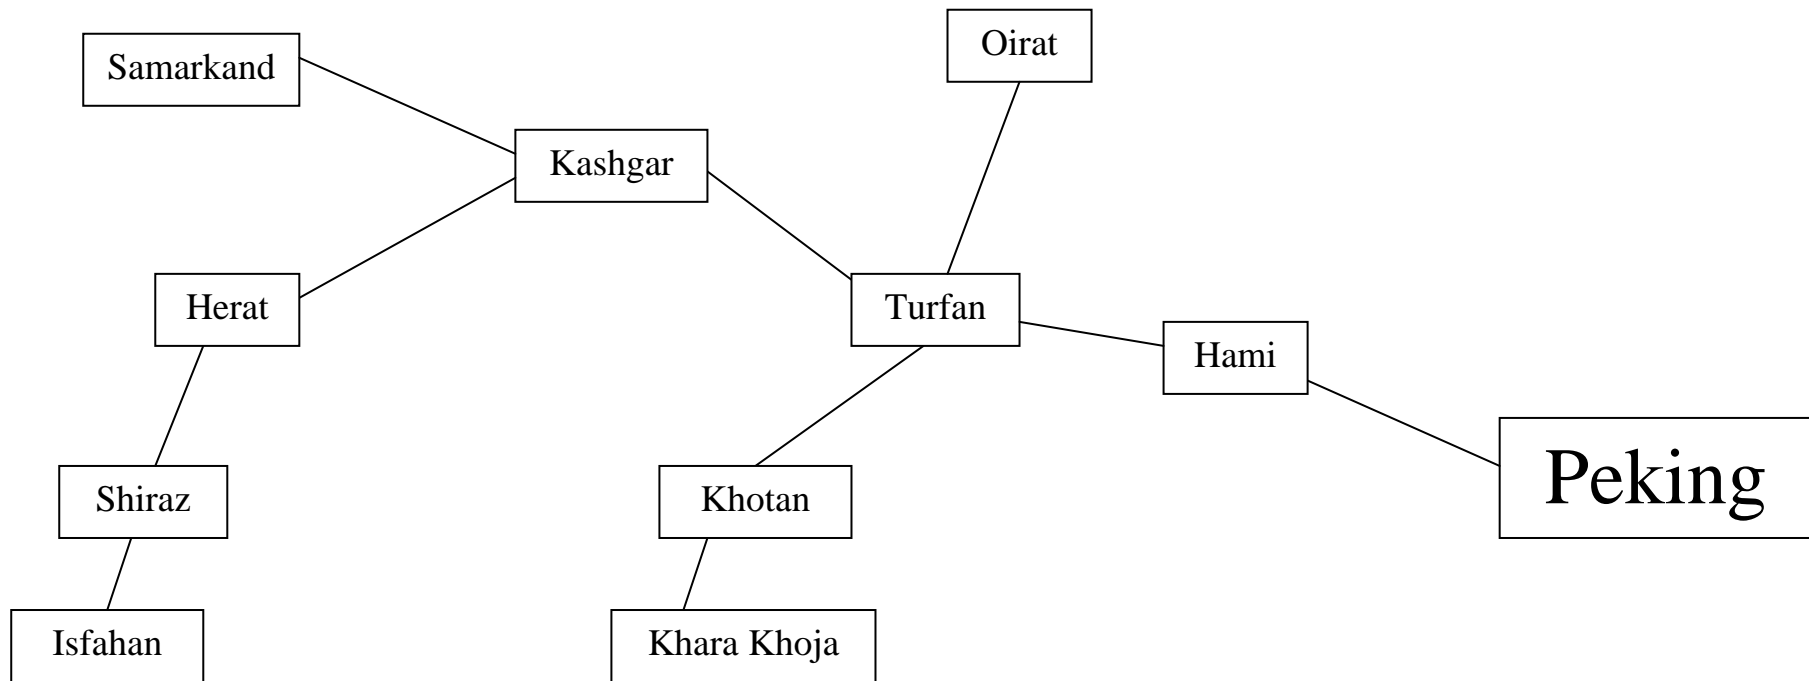 Oirat
Samarkand
Kashgar
Herat
Turfan
Hami
Peking
Shiraz
Khotan
Isfahan
Khara Khoja